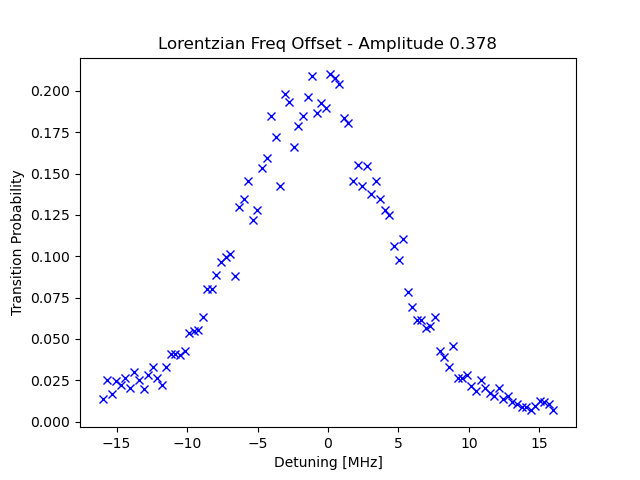 Lorentzian Freq Offset - Amplitude 0.378
Transition Probability
0.200
0.175
0.150
0.125
0.100
0.075
0.050
0.025
0.000
−15 −10 −5 0 5 10 15
Detuning [MHz]